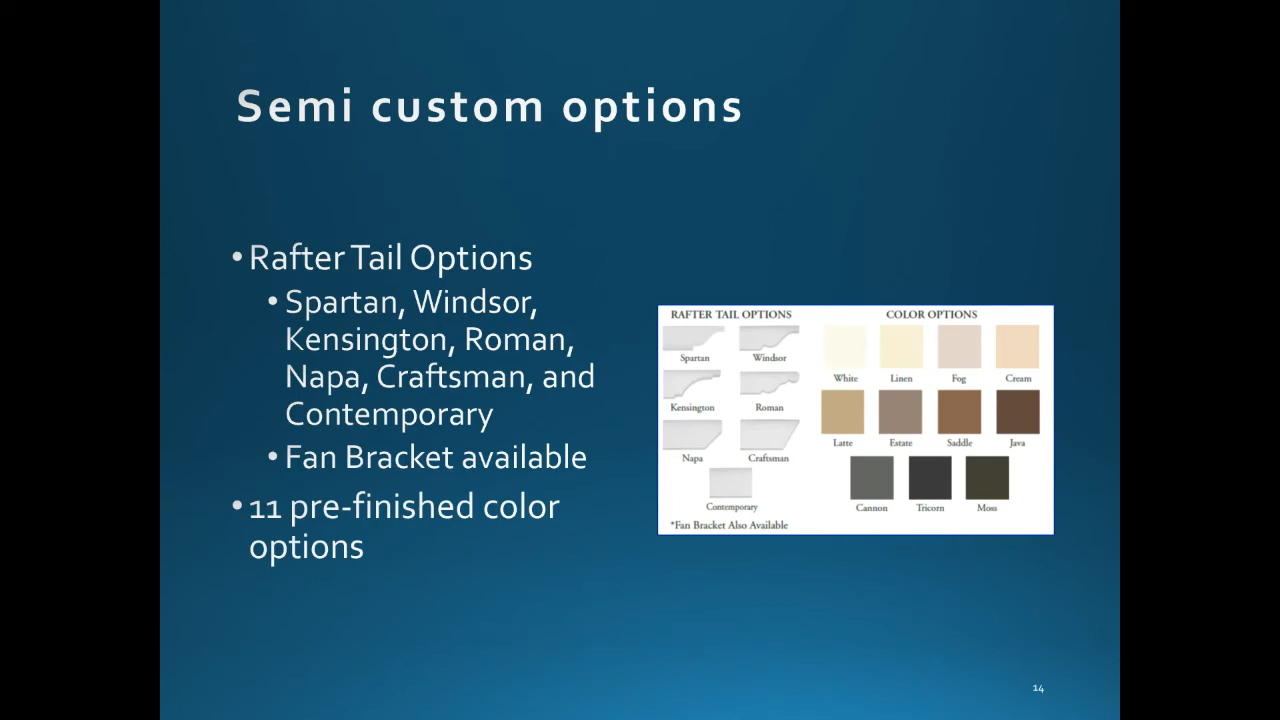 Semi custom options
• Rafter Tail Options
• Spartan, Windsor,
Kensington, Roman,
Napa, Craftsman, and
Contemporary
• Fan Bracket available
• 11 pre-finished color
options
RAFTER TAIL OPTIONS
Spartan Windsor
Kensington Roman
Napa Craftsman
Contemporary
*Fan Bracket Also Available
COLOR OPTIONS
White Linen Fog Cream
Latte Estate Saddle Java
Cannon Tricorn Moss
14